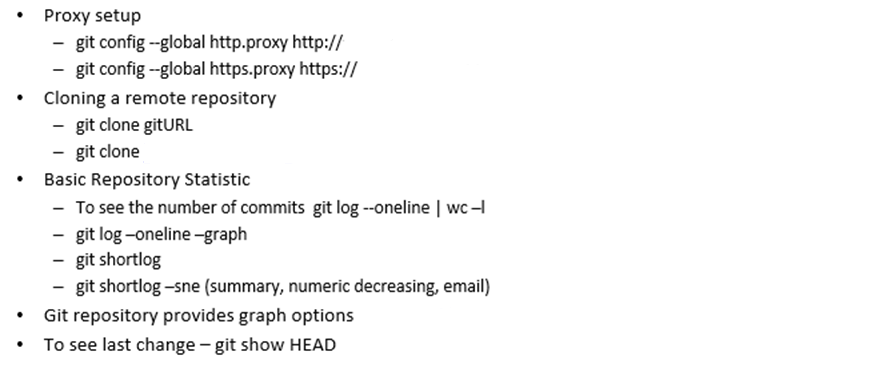 • Proxy setup
– git config --global http.proxy http://
– git config --global https.proxy https://
• Cloning a remote repository
– git clone gitURL
– git clone
• Basic Repository Statistic
– To see the number of commits  git log --oneline | wc –l
– git log –oneline –graph
– git shortlog
– git shortlog –sne (summary, numeric decreasing, email)
• Git repository provides graph options
• To see last change – git show HEAD